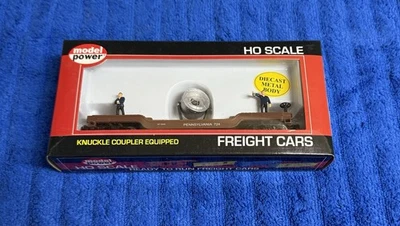 model
power
HO SCALE
DIECAST
METAL
BODY
PENNSYLVANIA
KNUCKLE COUPLER EQUIPPED
FREIGHT CARS
model
power
HO SCALE
READY TO RUN FREIGHT CARS